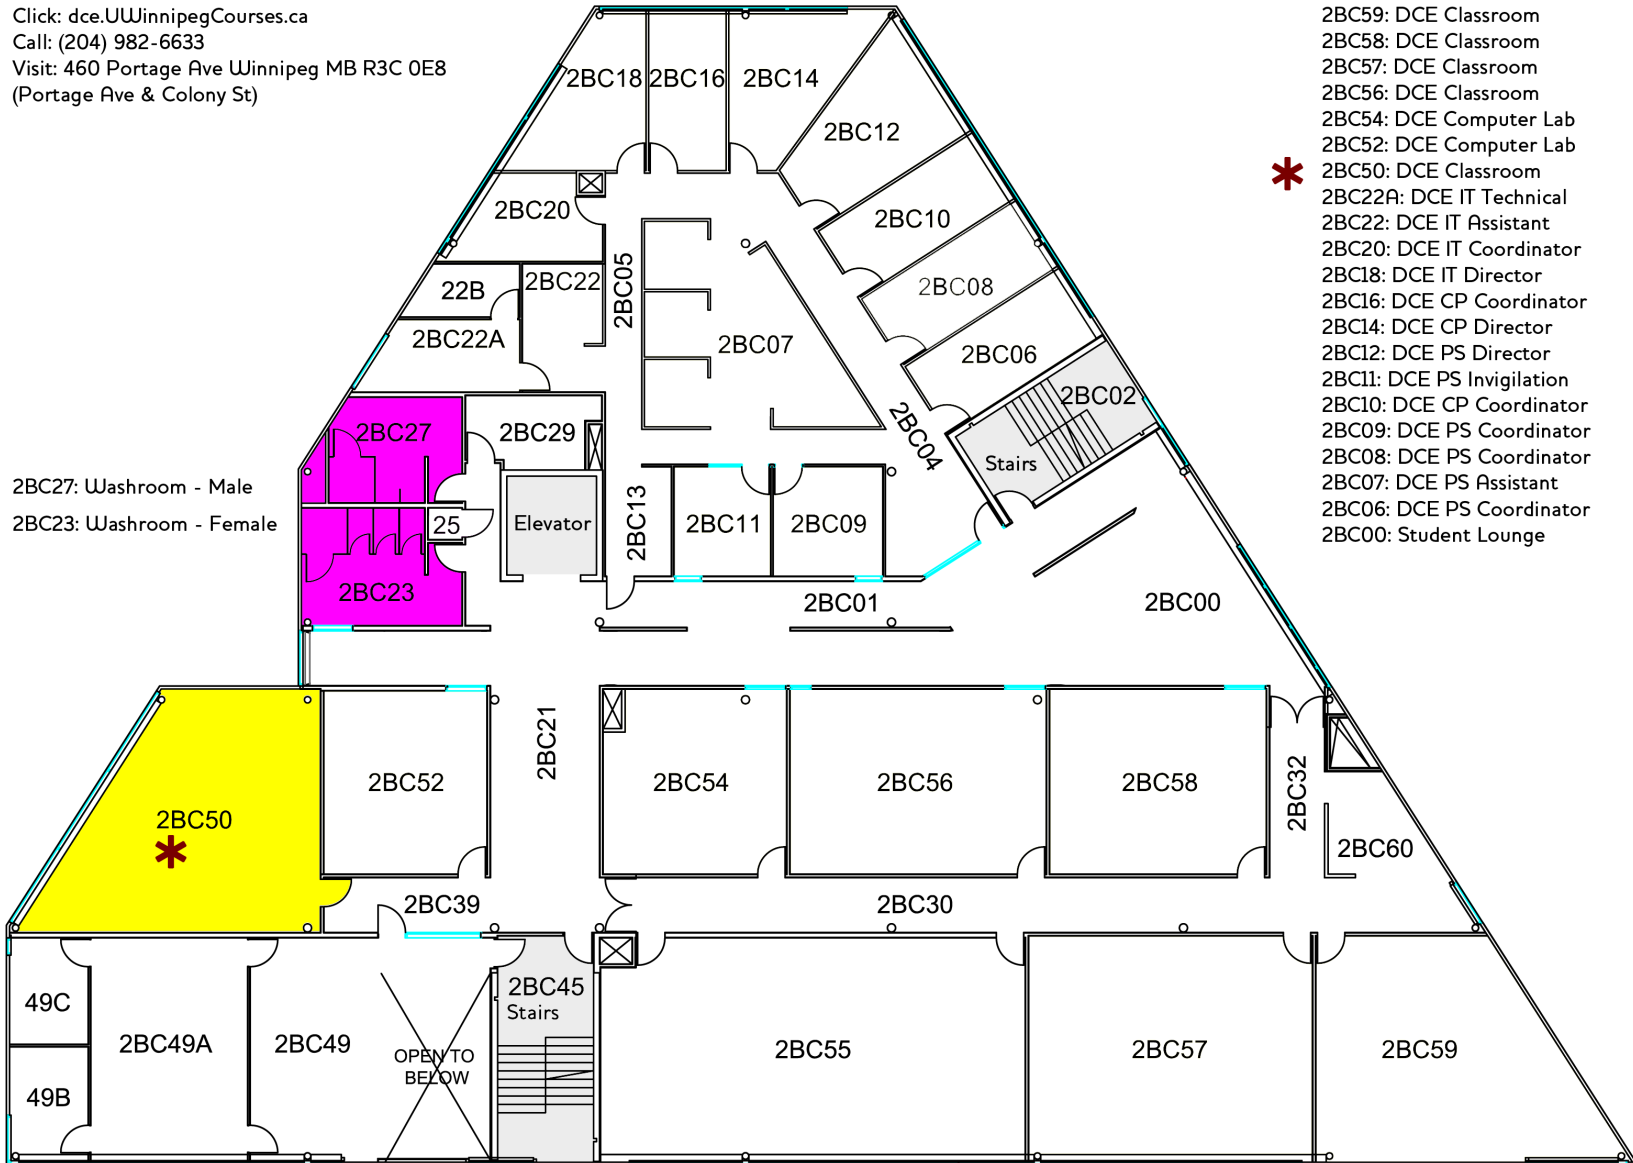 Click: dce.UWinnipegCourses.ca
Call: (204) 982-6633
Visit: 460 Portage Ave Winnipeg MB R3C 0E8
(Portage Ave & Colony St)
2BC59: DCE Classroom
2BC58: DCE Classroom
2BC57: DCE Classroom
2BC56: DCE Classroom
2BC54: DCE Computer Lab
2BC52: DCE Computer Lab
* 2BC50: DCE Classroom
2BC22A: DCE IT Technical
2BC22: DCE IT Assistant
2BC20: DCE IT Coordinator
2BC18: DCE IT Director
2BC16: DCE CP Coordinator
2BC14: DCE CP Director
2BC12: DCE PS Director
2BC11: DCE PS Invigilation
2BC10: DCE CP Coordinator
2BC09: DCE PS Coordinator
2BC08: DCE PS Coordinator
2BC07: DCE PS Assistant
2BC06: DCE PS Coordinator
2BC00: Student Lounge
2BC27: Washroom - Male
2BC23: Washroom - Female
2BC18
2BC16
2BC14
2BC12
2BC20
2BC10
2BC05
22B
2BC22
2BC08
2BC22A
2BC07
2BC06
2BC02
Stairs
2BC04
2BC27
2BC29
25
Elevator
2BC13
2BC11
2BC09
2BC23
2BC01
2BC00
2BC21
2BC52
2BC54
2BC56
2BC58
2BC32
2BC50
*
2BC60
2BC39
2BC30
49C
2BC49A
2BC49
2BC45
Stairs
OPEN TO
BELOW
49B
2BC55
2BC57
2BC59